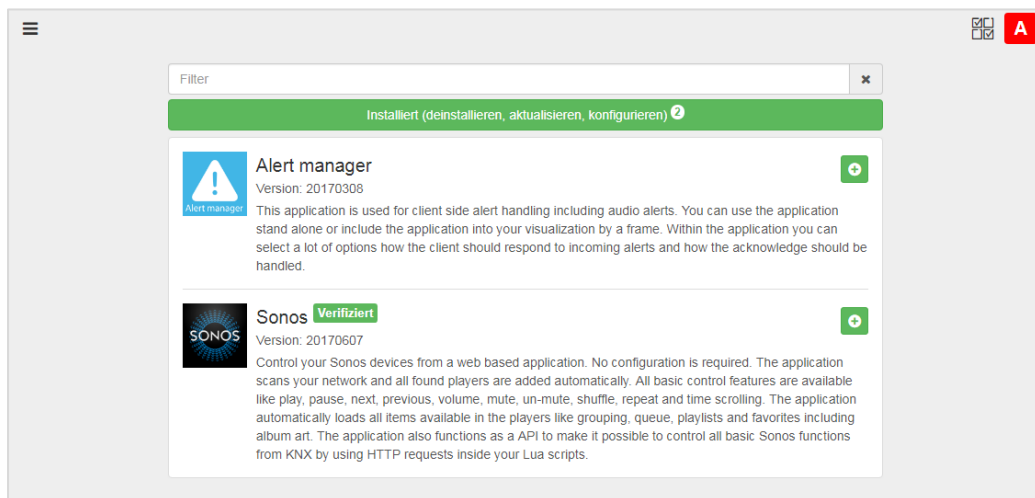 A
Filter
Installiert (deinstallieren, aktualisieren, konfigurieren) 2
Alert manager
Alert manager
Version: 20170308
This application is used for client side alert handling including audio alerts. You can use the application
stand alone or include the application into your visualization by a frame. Within the application you can
select a lot of options how the client should respond to incoming alerts and how the acknowledge should be
handled.
SONOS
Sonos Verifiziert
Version: 20170607
Control your Sonos devices from a web based application. No configuration is required. The application
scans your network and all found players are added automatically. All basic control features are available
like play, pause, next, previous, volume, mute, un-mute, shuffle, repeat and time scrolling. The application
automatically loads all items available in the players like grouping, queue, playlists and favorites including
album art. The application also functions as a API to make it possible to control all basic Sonos functions
from KNX by using HTTP requests inside your Lua scripts.